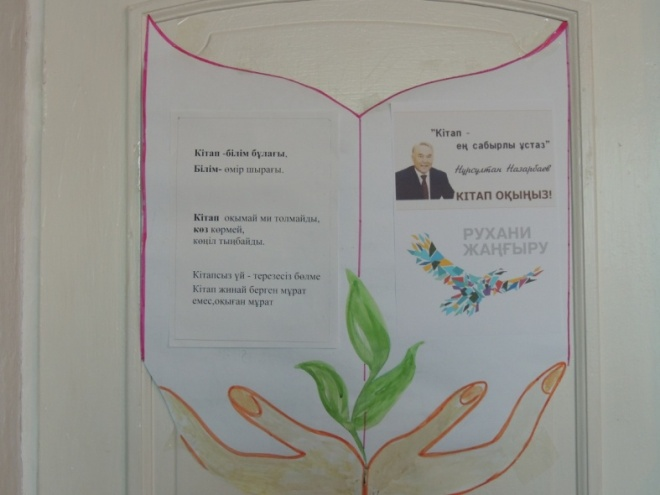 Кітап -білім бұлағы,
Білім- өмір шырағы.
Кітап оқымай ми толмайды,
көз көрмей,
көңіл тынбайды.
Кітапсыз үй - терезесіз бөлме
Кітап жинай берген мұрат
емес,оқыған мұрат
"Кітап -
ең сабырлы ұстаз"
Нұрсұлтан Назарбаев
КІТАП ОҚЫҢЫЗ!
РУХАНИ
ЖАҢҒЫРУ